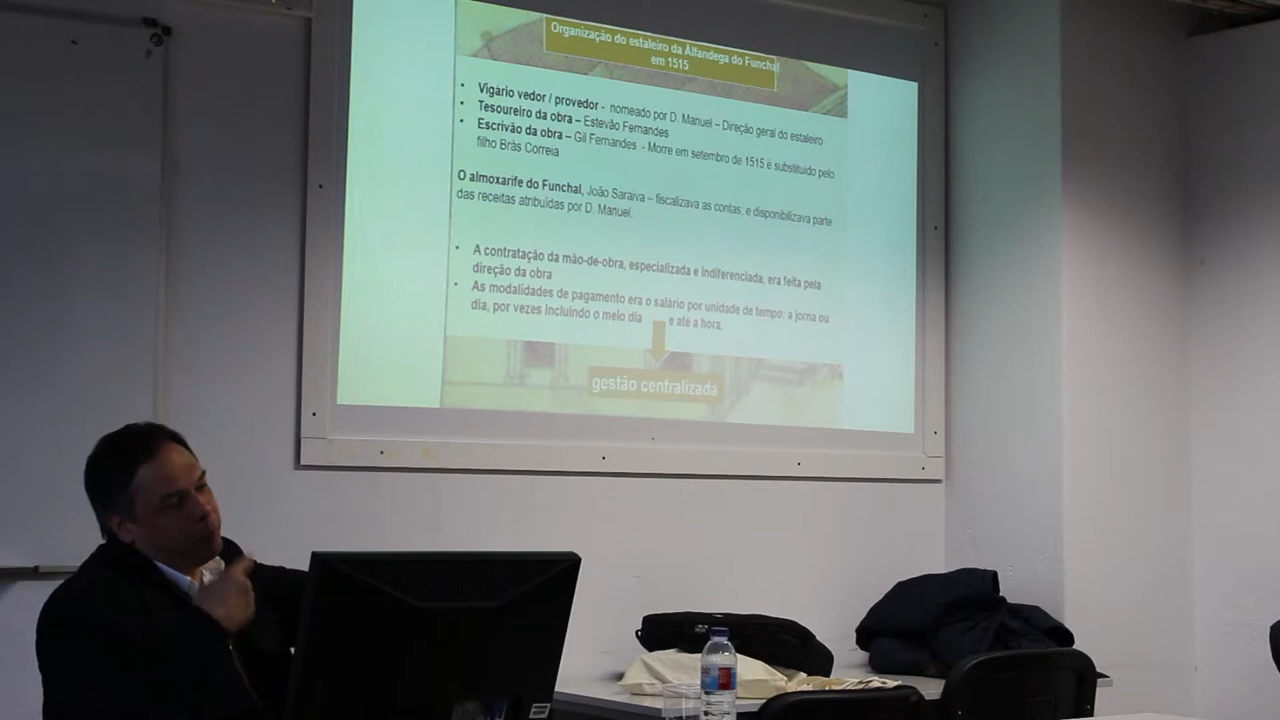 Organização do estaleiro da Alfandega do Funchal
em 1515
• Vigário vedor / provedor - nomeado por D. Manuel – Direção geral do estaleiro
• Tesoureiro da obra – Estevão Fernandes
• Escrivão da obra – Gil Fernandes - Morre em setembro de 1515 é substituído pelo
filho Brás Correia
O almoxarife do Funchal, João Saraiva – fiscalizava as contas; e disponibilizava parte
das receitas atribuídas por D. Manuel.
• A contratação da mão-de-obra, especializada e indiferenciada, era feita pela
direção da obra
• As modalidades de pagamento era o salário por unidade de tempo: a jorna ou
dia, por vezes incluindo o meio dia e até a hora.
gestão centralizada